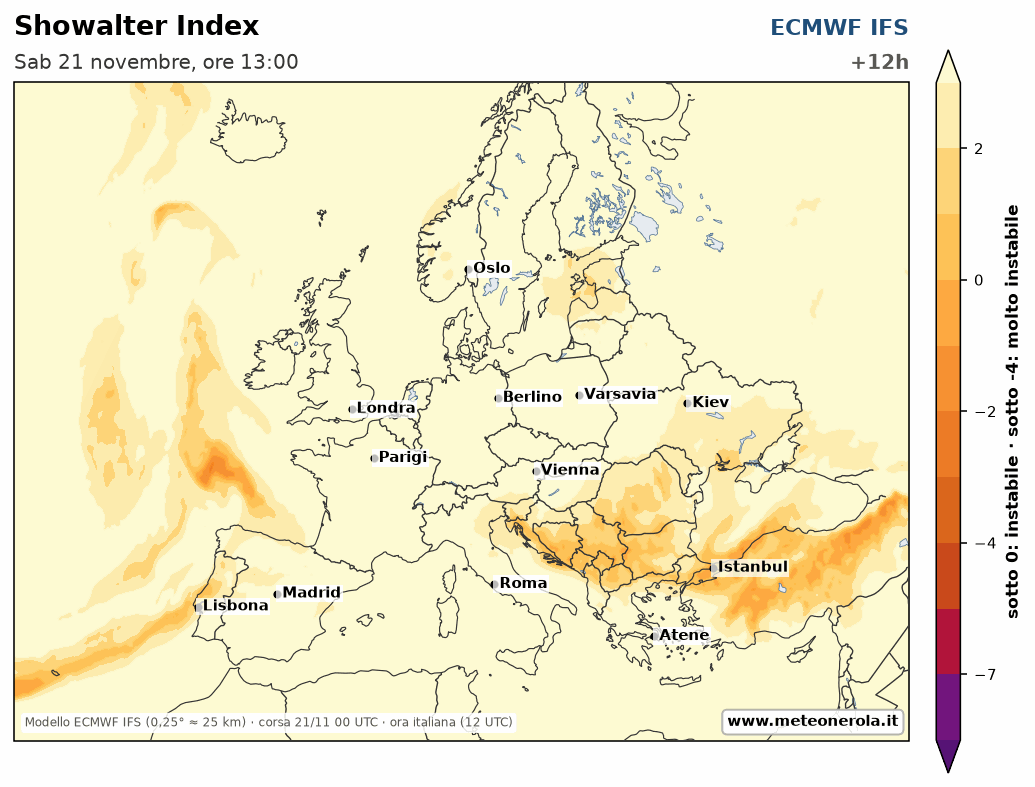 Showalter Index
ECMWF IFS
Sab 21 novembre, ore 13:00
+12h
Oslo
Londra
Berlino
Varsavia
Kiev
Parigi
Vienna
Istanbul
Roma
Madrid
Lisbona
Atene
Modello ECMWF IFS (0,25° ≈ 25 km) · corsa 21/11 00 UTC · ora italiana (12 UTC)
www.meteonerola.it
2
0
−2
−4
−7
sotto 0: instabile · sotto -4: molto instabile